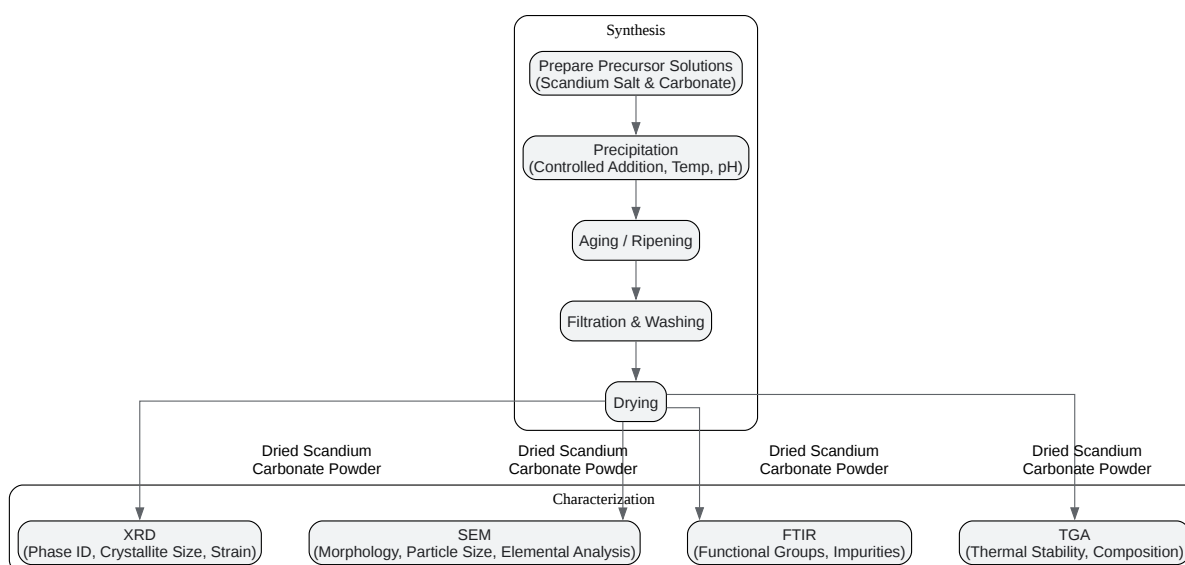 Synthesis
Prepare Precursor Solutions
(Scandium Salt & Carbonate)
Precipitation
(Controlled Addition, Temp, pH)
Aging / Ripening
Filtration & Washing
Drying
Dried Scandium
Carbonate Powder
Dried Scandium
Carbonate Powder
Dried Scandium
Carbonate Powder
Dried Scandium
Carbonate Powder
Characterization
XRD
(Phase ID, Crystallite Size, Strain)
SEM
(Morphology, Particle Size, Elemental Analysis)
FTIR
(Functional Groups, Impurities)
TGA
(Thermal Stability, Composition)